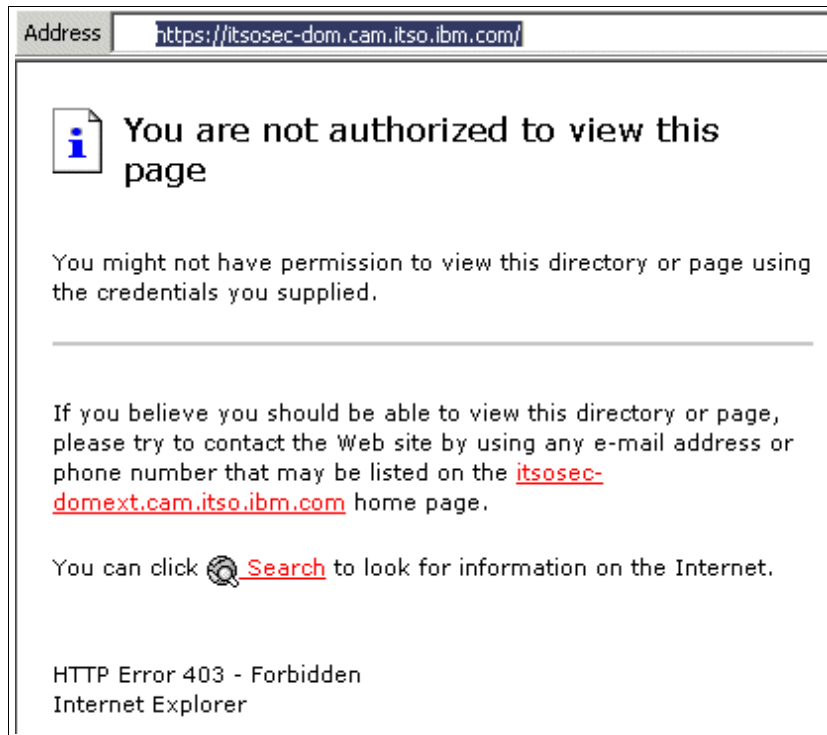 Address https://itsosec-dom.cam.itso.ibm.com/
i You are not authorized to view this
page
You might not have permission to view this directory or page using
the credentials you supplied.
If you believe you should be able to view this directory or page,
please try to contact the Web site by using any e-mail address or
phone number that may be listed on the itsosec-
domext.cam.itso.ibm.com home page.
You can click Search to look for information on the Internet.
HTTP Error 403 - Forbidden
Internet Explorer